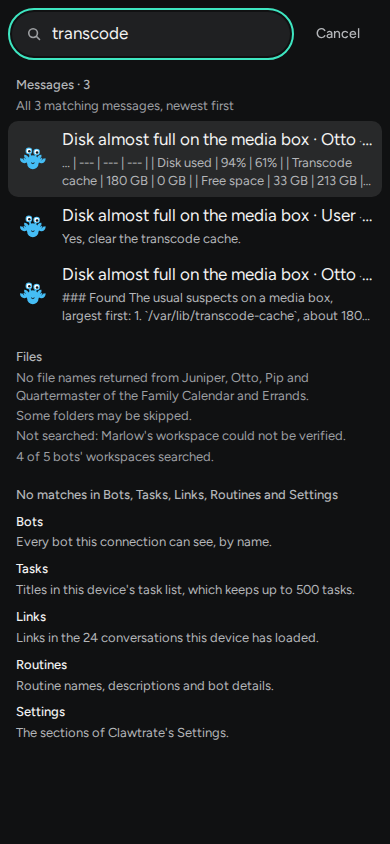 transcode
Cancel
Messages · 3
All 3 matching messages, newest first
Disk almost full on the media box · Otto ·...
... | --- | --- | --- | | Disk used | 94% | 61% | | Transcode
cache | 180 GB | 0 GB | | Free space | 33 GB | 213 GB |...
Disk almost full on the media box · User ·...
Yes, clear the transcode cache.
Disk almost full on the media box · Otto ·...
### Found The usual suspects on a media box,
largest first: 1. `/var/lib/transcode-cache`, about 180...
Files
No file names returned from Juniper, Otto, Pip and
Quartermaster of the Family Calendar and Errands.
Some folders may be skipped.
Not searched: Marlow's workspace could not be verified.
4 of 5 bots' workspaces searched.
No matches in Bots, Tasks, Links, Routines and Settings
Bots
Every bot this connection can see, by name.
Tasks
Titles in this device's task list, which keeps up to 500 tasks.
Links
Links in the 24 conversations this device has loaded.
Routines
Routine names, descriptions and bot details.
Settings
The sections of Clawtrate's Settings.